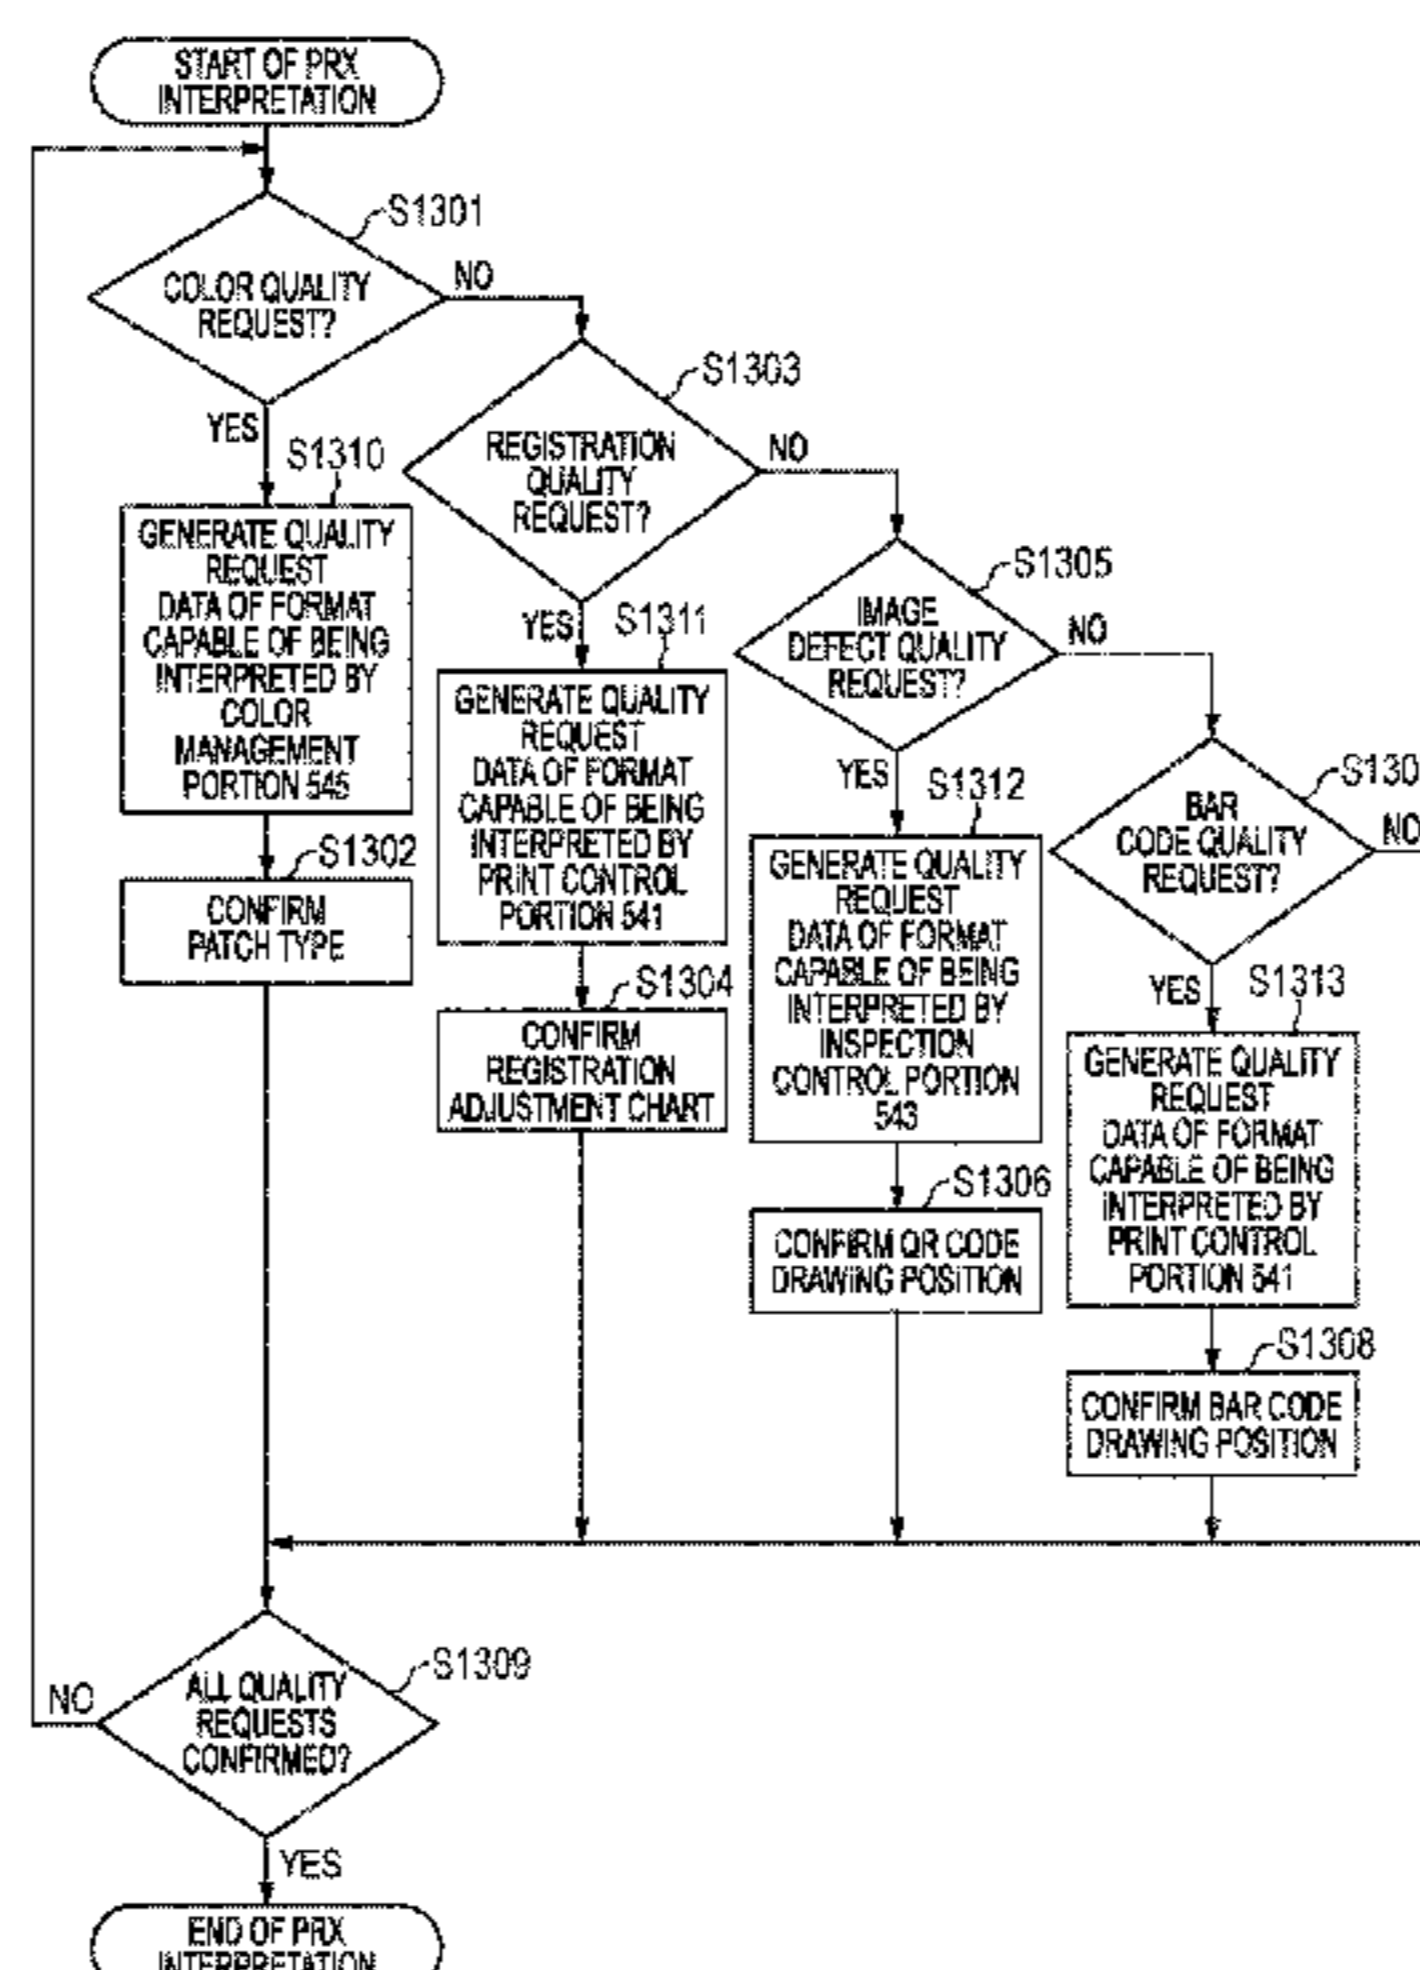 START OF PRX
INTERPRETATION
S1301
COLOR QUALITY
REQUEST?
NO
YES
S1310
GENERATE QUALITY
REQUEST
DATA OF FORMAT
CAPABLE OF BEING
INTERPRETED BY
COLOR
MANAGEMENT
PORTION 545
S1302
CONFIRM
PATCH TYPE
S1303
REGISTRATION
QUALITY
REQUEST?
NO
YES
S1311
GENERATE QUALITY
REQUEST
DATA OF FORMAT
CAPABLE OF BEING
INTERPRETED BY
PRINT CONTROL
PORTION 541
S1304
CONFIRM
REGISTRATION
ADJUSTMENT CHART
S1305
IMAGE
DEFECT QUALITY
REQUEST?
NO
YES
S1312
GENERATE QUALITY
REQUEST
DATA OF FORMAT
CAPABLE OF BEING
INTERPRETED BY
INSPECTION
CONTROL PORTION
543
S1306
CONFIRM QR CODE
DRAWING POSITION
S130
BAR
CODE QUALITY
REQUEST?
NO
YES
S1313
GENERATE QUALITY
REQUEST
DATA OF FORMAT
CAPABLE OF BEING
INTERPRETED BY
PRINT CONTROL
PORTION 541
S1308
CONFIRM BAR CODE
DRAWING POSITION
S1309
ALL QUALITY
REQUESTS
CONFIRMED?
NO
YES
END OF PRX
INTERPRETATION